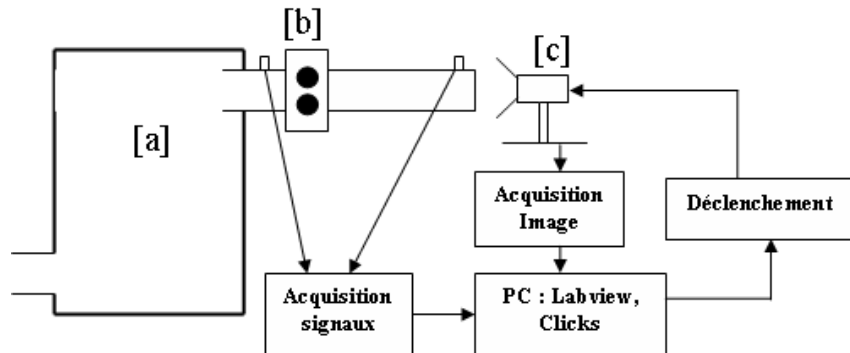 [b]
[c]
[a]
Acquisition
Image
Déclenchement
Acquisition
signaux
PC : Labview,
Clicks